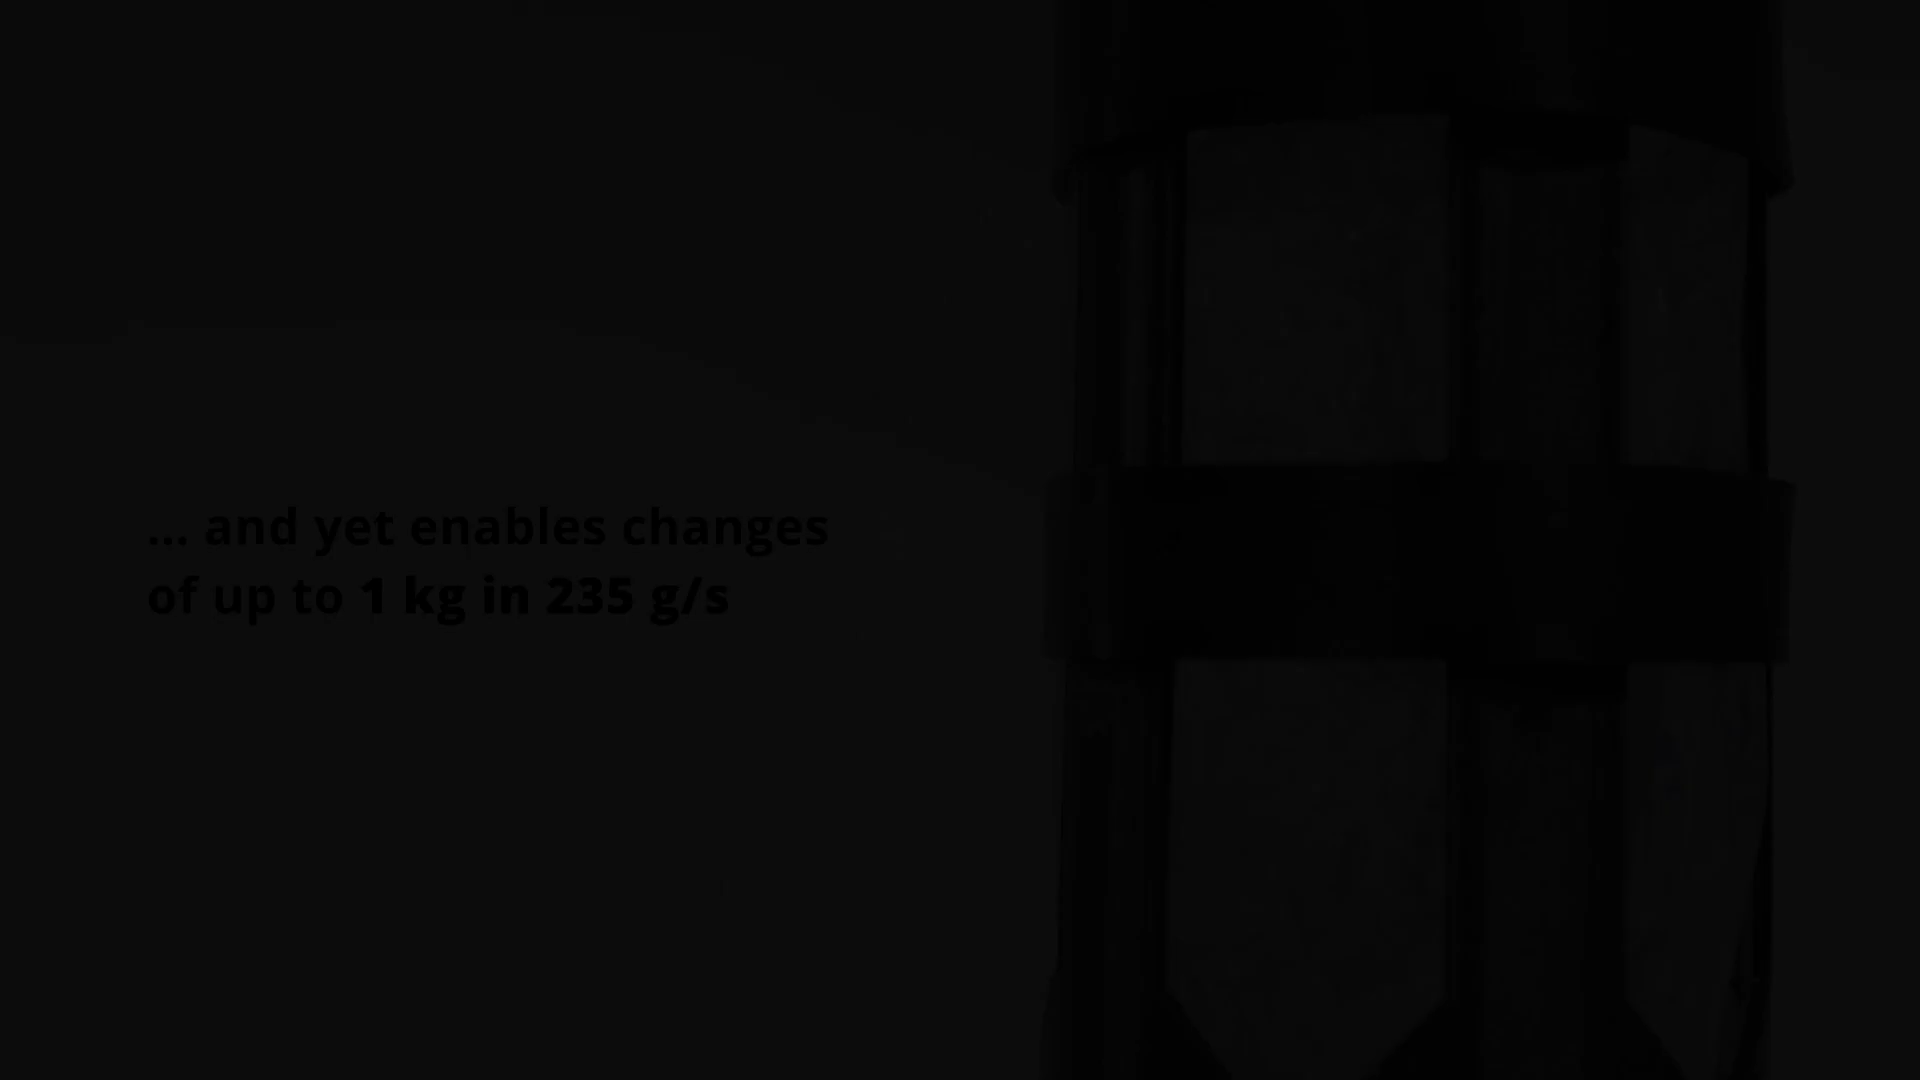 ... and yet enables changes
of up to 1 kg in 235 g/s